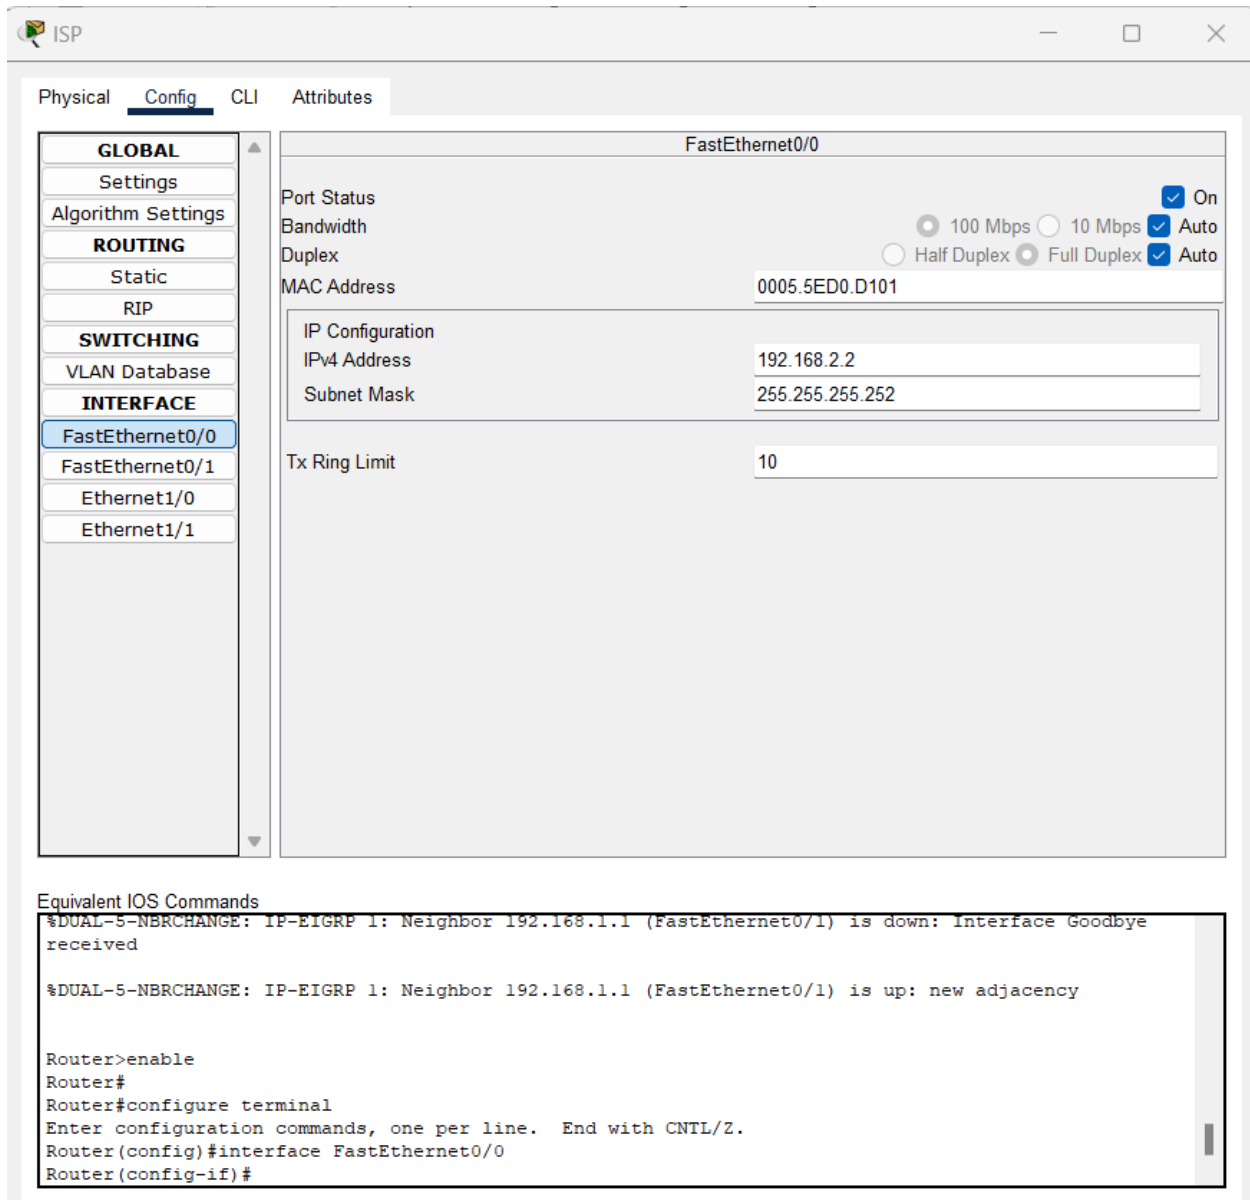 ISP
Physical Config CLI Attributes
GLOBAL
Settings
Algorithm Settings
ROUTING
Static
RIP
SWITCHING
VLAN Database
INTERFACE
FastEthernet0/0
FastEthernet0/1
Ethernet1/0
Ethernet1/1
FastEthernet0/0
Port Status On
Bandwidth 100 Mbps 10 Mbps Auto
Duplex Half Duplex Full Duplex Auto
MAC Address 0005.5ED0.D101
IP Configuration
IPv4 Address 192.168.2.2
Subnet Mask 255.255.255.252
Tx Ring Limit 10
Equivalent IOS Commands
%DUAL-5-NBRCHANGE: IP-EIGRP 1: Neighbor 192.168.1.1 (FastEthernet0/1) is down: Interface Goodbye
received
%DUAL-5-NBRCHANGE: IP-EIGRP 1: Neighbor 192.168.1.1 (FastEthernet0/1) is up: new adjacency
Router>enable
Router#
Router#configure terminal
Enter configuration commands, one per line.  End with CNTL/Z.
Router(config)#interface FastEthernet0/0
Router(config-if)#